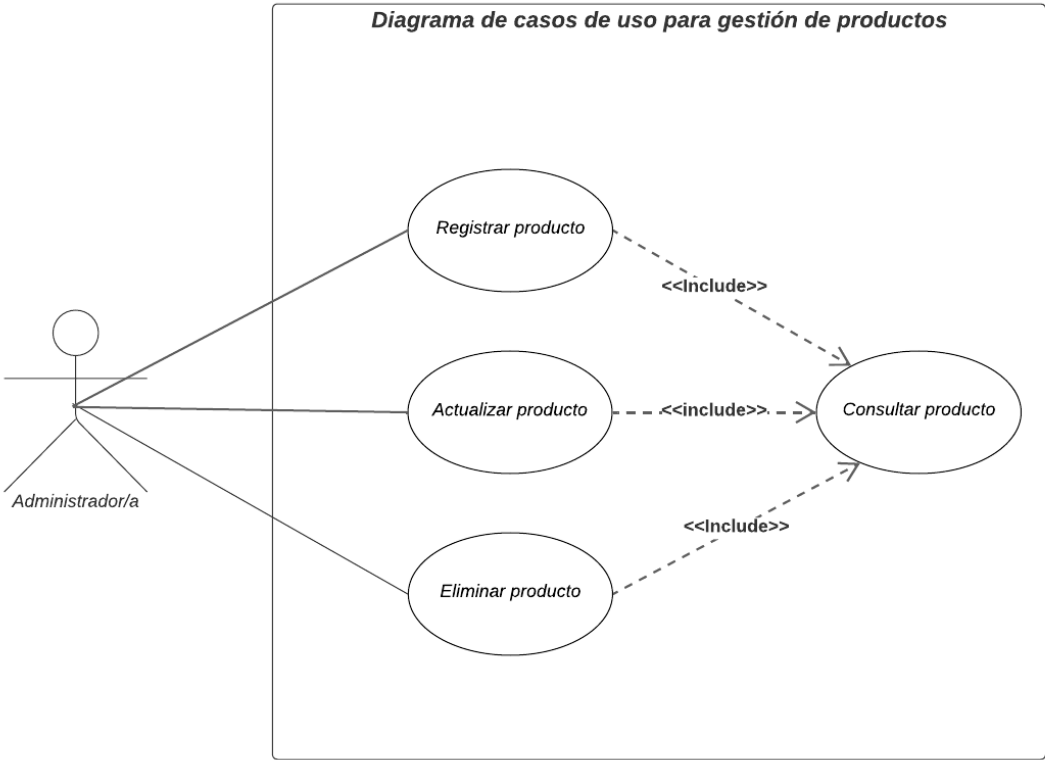 Diagrama de casos de uso para gestión de productos
Registrar producto
<<Include>>
Actualizar producto
<<include>>
Consultar producto
Administrador/a
<<Include>>
Eliminar producto